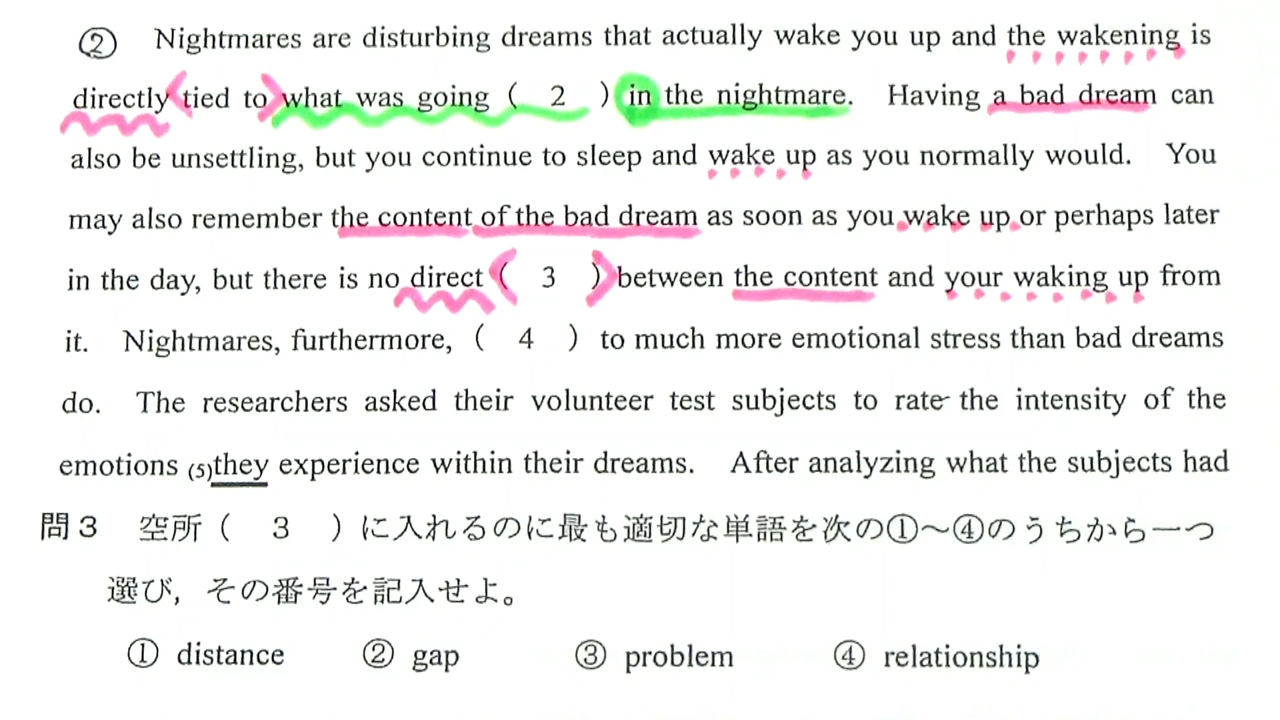 ② Nightmares are disturbing dreams that actually wake you up and the wakening is
directly tied to what was going ( 2 ) in the nightmare. Having a bad dream can
also be unsettling, but you continue to sleep and wake up as you normally would. You
may also remember the content of the bad dream as soon as you wake up or perhaps later
in the day, but there is no direct ( 3 ) between the content and your waking up from
it. Nightmares, furthermore, ( 4 ) to much more emotional stress than bad dreams
do. The researchers asked their volunteer test subjects to rate the intensity of the
emotions (5)they experience within their dreams. After analyzing what the subjects had
問3 空所( 3 )に入れるのに最も適切な単語を次の①~④のうちから一つ
選び，その番号を記入せよ。
① distance ② gap ③ problem ④ relationship